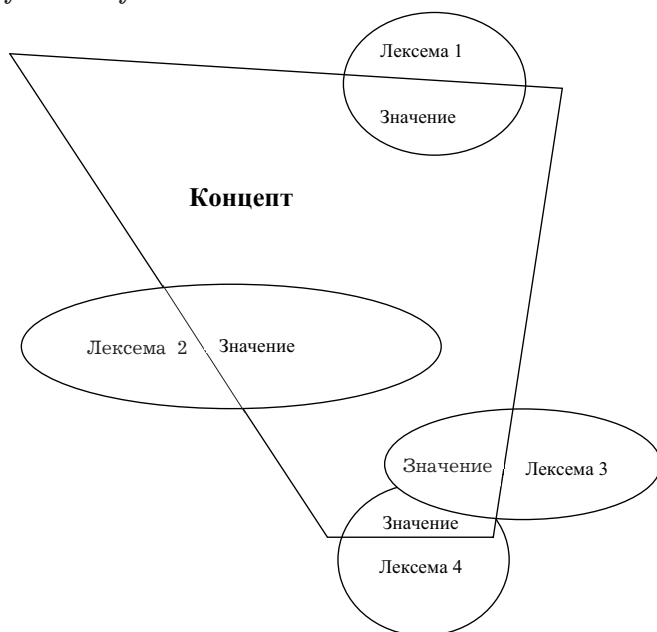 Лексема 1
Значение
Концепт
Лексема 2 Значение
Значение Лексема 3
Значение
Лексема 4